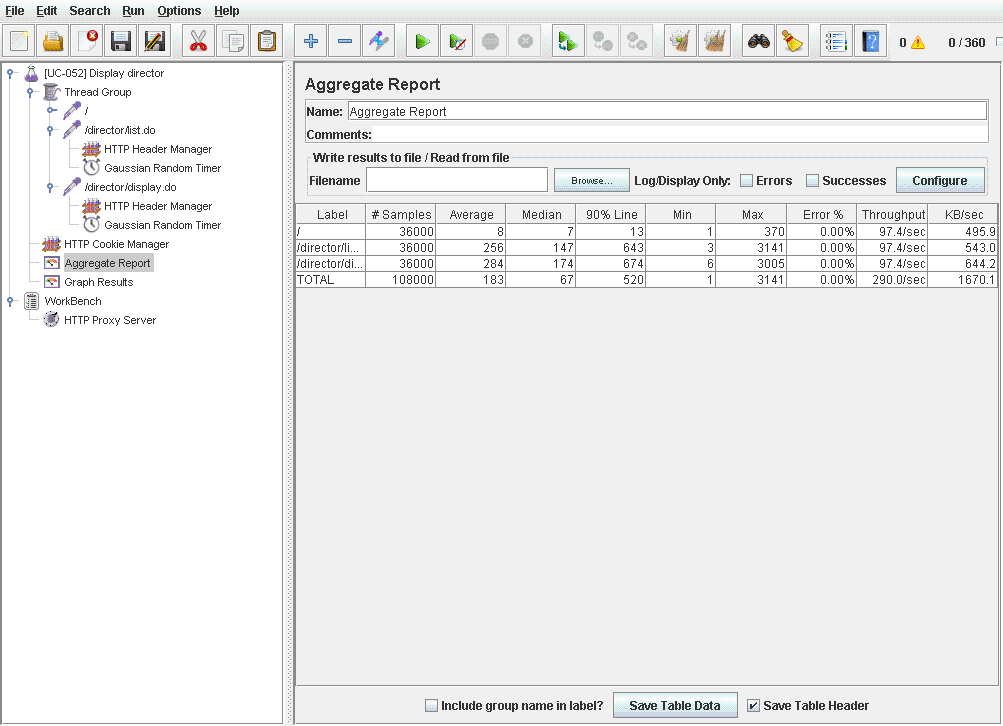 File Edit Search Run Options Help
0 0 / 360
[UC-052] Display director
Thread Group
/
/director/list.do
HTTP Header Manager
Gaussian Random Timer
/director/display.do
HTTP Header Manager
Gaussian Random Timer
HTTP Cookie Manager
Aggregate Report
Graph Results
WorkBench
HTTP Proxy Server
Aggregate Report
Name: Aggregate Report
Comments:
Write results to file / Read from file
Filename Browse... Log/Display Only: Errors Successes Configure
Label # Samples Average Median 90% Line Min Max Error % Throughput KB/sec
/ 36000 8 7 13 1 370 0.00% 97.4/sec 495.9
/director/li... 36000 256 147 643 3 3141 0.00% 97.4/sec 543.0
/director/di... 36000 284 174 674 6 3005 0.00% 97.4/sec 644.2
TOTAL 108000 183 67 520 1 3141 0.00% 290.0/sec 1670.1
Include group name in label? Save Table Data Save Table Header